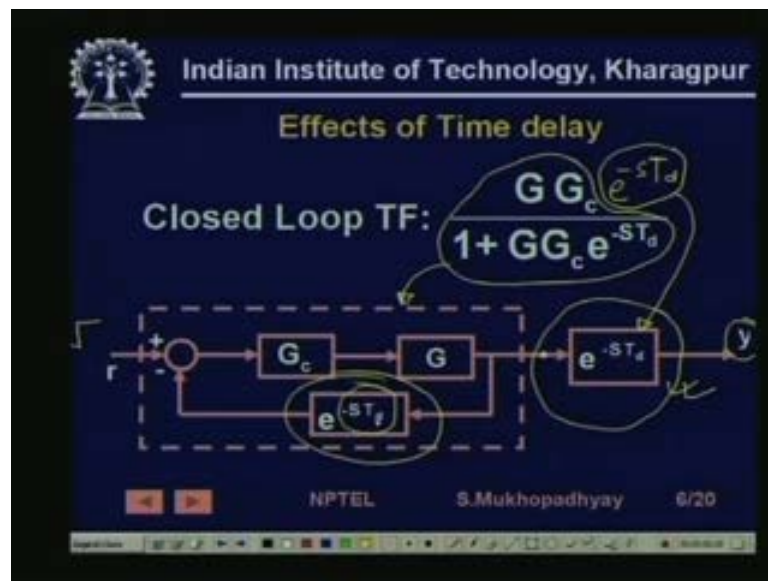 Indian Institute of Technology, Kharagpur
Effects of Time delay
Closed Loop TF:
G G_c e^{-sT_d}
1+ GG_c e^{-ST_d}
+
r
-
G_c
G
e^{-ST_d}
y
e^{-ST_f}
NPTEL S.Mukhopadhyay 6/20